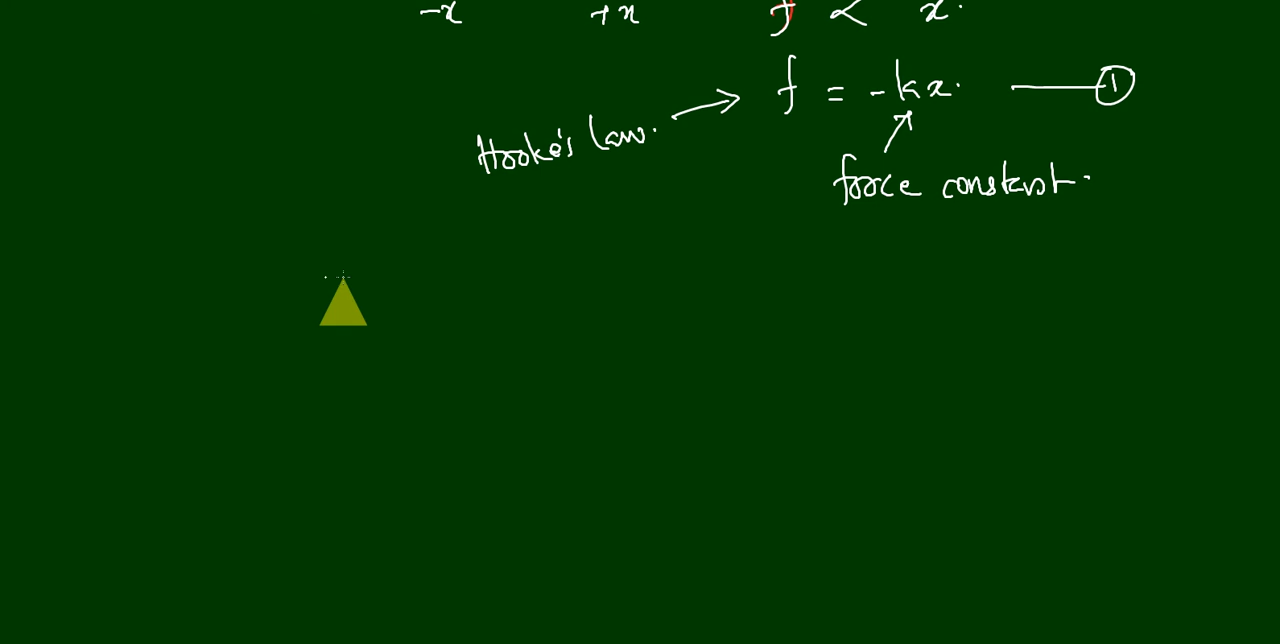 -x +x f ∝ x.
f = -kx. ①
Hooke's law.
force constant.